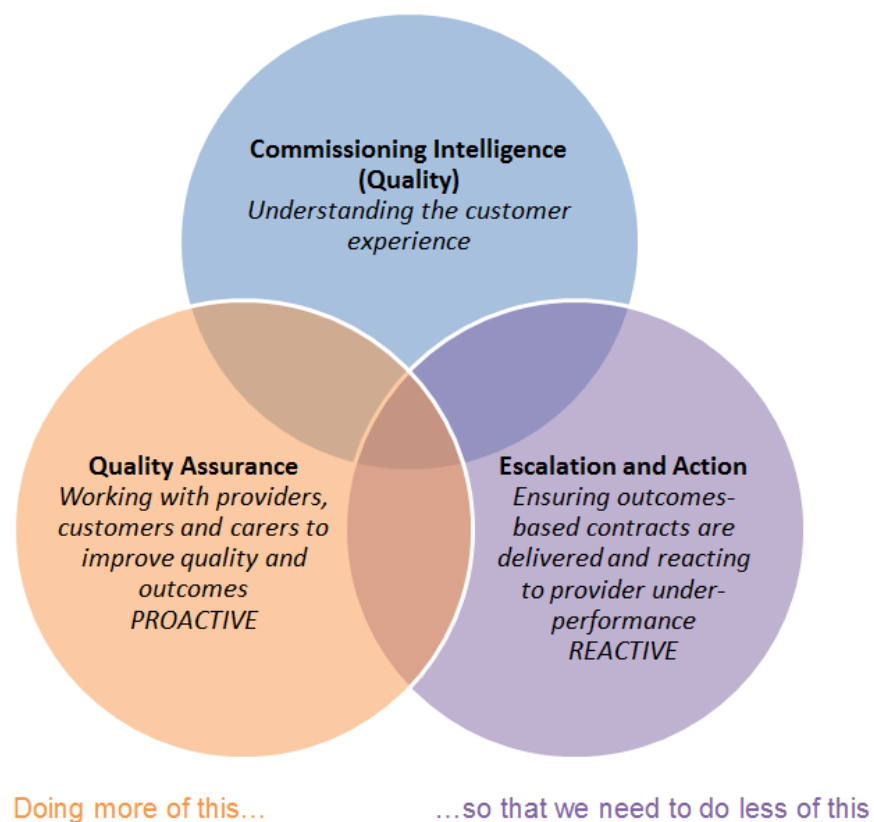 Commissioning Intelligence
(Quality)
Understanding the customer
experience
Quality Assurance
Working with providers,
customers and carers to
improve quality and
outcomes
PROACTIVE
Escalation and Action
Ensuring outcomes-
based contracts are
delivered and reacting
to provider under-
performance
REACTIVE
Doing more of this...
...so that we need to do less of this